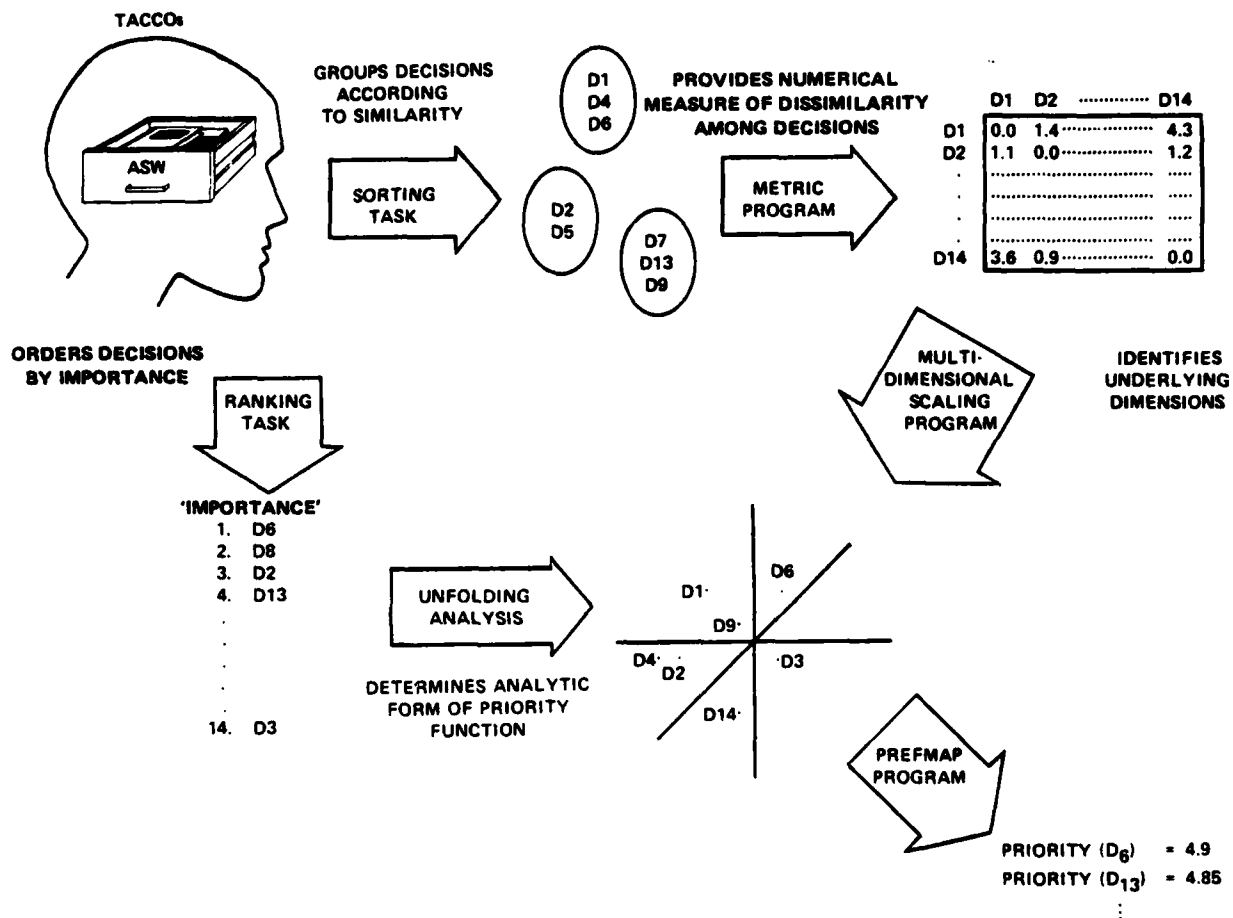 TACCOs
ASW
GROUPS DECISIONS
ACCORDING
TO SIMILARITY
SORTING
TASK
D1
D4
D6
D2
D5
D7
D13
D9
PROVIDES NUMERICAL
MEASURE OF DISSIMILARITY
AMONG DECISIONS
METRIC
PROGRAM
D1 D2 ............... D14
D1 0.0 1.4 ............... 4.3
D2 1.1 0.0 ............... 1.2
D14 3.6 0.9 ............... 0.0
ORDERS DECISIONS
BY IMPORTANCE
RANKING
TASK
MULTI-
DIMENSIONAL
SCALING
PROGRAM
IDENTIFIES
UNDERLYING
DIMENSIONS
'IMPORTANCE'
1. D6
2. D8
3. D2
4. D13
14. D3
UNFOLDING
ANALYSIS
DETERMINES ANALYTIC
FORM OF PRIORITY
FUNCTION
D6
D1
D9
D4
D2
D3
D14
PREFMAP
PROGRAM
PRIORITY (D6) = 4.9
PRIORITY (D13) = 4.85